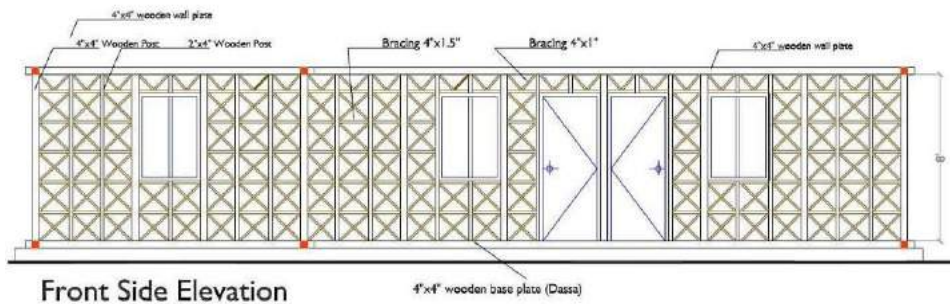 4"x4" wooden wall plate
4"x4" Wooden Post
2"x4" Wooden Post
Bracing 4"x1.5"
Bracing 4"x1"
4"x4" wooden wall plate
Front Side Elevation
4"x4" wooden base plate (Dassa)